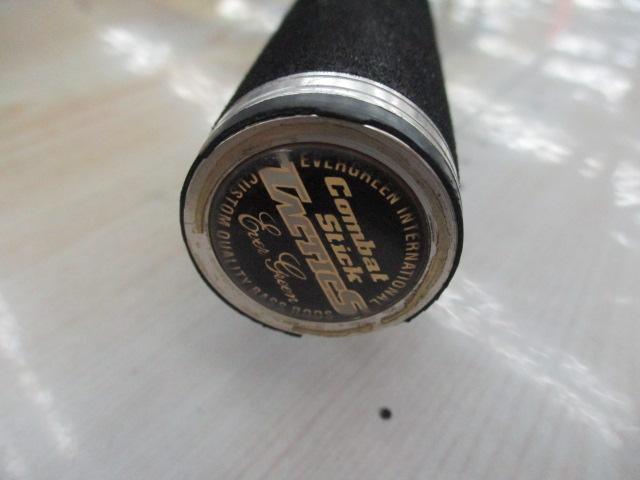 EVERGREEN INTERNATIONAL
Combat
Stick
TACTICS
Ever Green
CUSTOM QUALITY BASS RODS